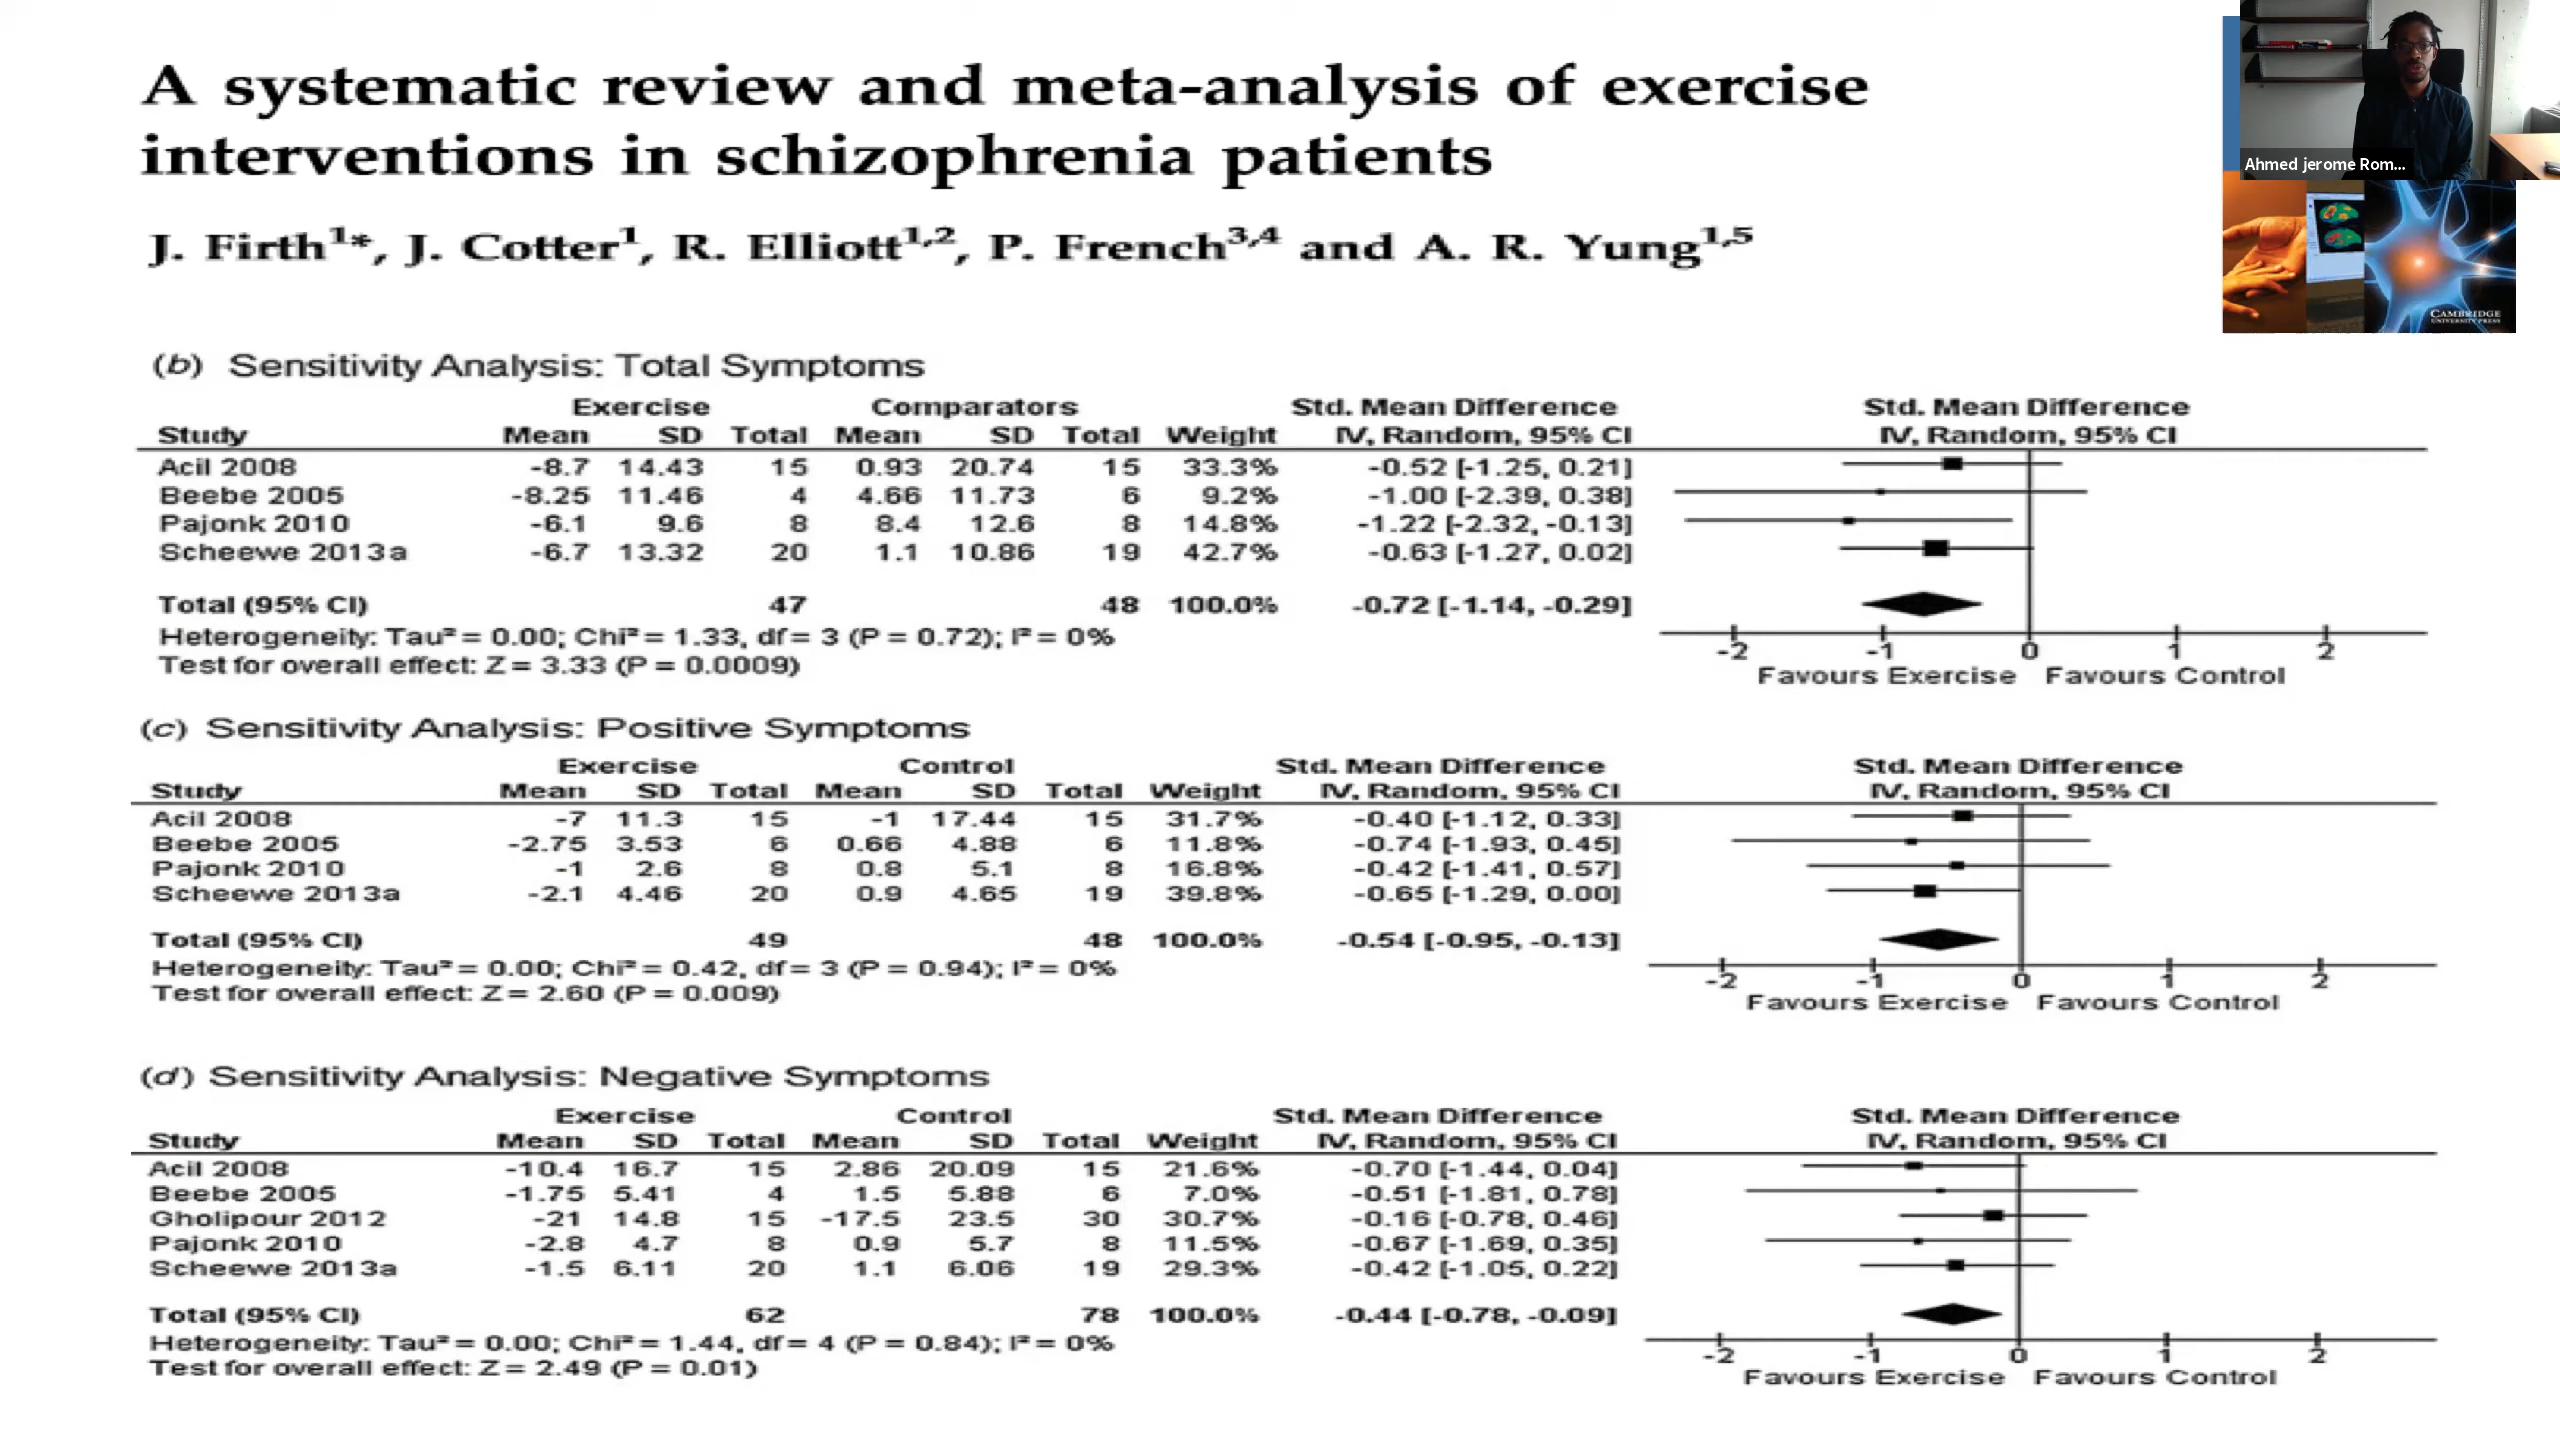 A systematic review and meta-analysis of exercise
interventions in schizophrenia patients
J. Firth1*, J. Cotter1, R. Elliott1,2, P. French3,4 and A. R. Yung1,5
Ahmed jerome Rom...
CAMBRIDGE
UNIVERSITY PRESS
(b) Sensitivity Analysis: Total Symptoms
Exercise Comparators Std. Mean Difference Std. Mean Difference
Study Mean SD Total Mean SD Total Weight IV, Random, 95% CI IV, Random, 95% CI
Acil 2008 -8.7 14.43 15 0.93 20.74 15 33.3% -0.52 [-1.25, 0.21]
Beebe 2005 -8.25 11.46 4 4.66 11.73 6 9.2% -1.00 [-2.39, 0.38]
Pajonk 2010 -6.1 9.6 8 8.4 12.6 8 14.8% -1.22 [-2.32, -0.13]
Scheewe 2013a -6.7 13.32 20 1.1 10.86 19 42.7% -0.63 [-1.27, 0.02]
Total (95% CI) 47 48 100.0% -0.72 [-1.14, -0.29]
Heterogeneity: Tau² = 0.00; Chi² = 1.33, df = 3 (P = 0.72); I² = 0%
Test for overall effect: Z = 3.33 (P = 0.0009)
-2 -1 0 1 2
Favours Exercise Favours Control
(c) Sensitivity Analysis: Positive Symptoms
Exercise Control Std. Mean Difference Std. Mean Difference
Study Mean SD Total Mean SD Total Weight IV, Random, 95% CI IV, Random, 95% CI
Acil 2008 -7 11.3 15 -1 17.44 15 31.7% -0.40 [-1.12, 0.33]
Beebe 2005 -2.75 3.53 6 0.66 4.88 6 11.8% -0.74 [-1.93, 0.45]
Pajonk 2010 -1 2.6 8 0.8 5.1 8 16.8% -0.42 [-1.41, 0.57]
Scheewe 2013a -2.1 4.46 20 0.9 4.65 19 39.8% -0.65 [-1.29, 0.00]
Total (95% CI) 49 48 100.0% -0.54 [-0.95, -0.13]
Heterogeneity: Tau² = 0.00; Chi² = 0.42, df = 3 (P = 0.94); I² = 0%
Test for overall effect: Z = 2.60 (P = 0.009)
-2 -1 0 1 2
Favours Exercise Favours Control
(d) Sensitivity Analysis: Negative Symptoms
Exercise Control Std. Mean Difference Std. Mean Difference
Study Mean SD Total Mean SD Total Weight IV, Random, 95% CI IV, Random, 95% CI
Acil 2008 -10.4 16.7 15 2.86 20.09 15 21.6% -0.70 [-1.44, 0.04]
Beebe 2005 -1.75 5.41 4 1.5 5.88 6 7.0% -0.51 [-1.81, 0.78]
Gholipour 2012 -21 14.8 15 -17.5 23.5 30 30.7% -0.16 [-0.78, 0.46]
Pajonk 2010 -2.8 4.7 8 0.9 5.7 8 11.5% -0.67 [-1.69, 0.35]
Scheewe 2013a -1.5 6.11 20 1.1 6.06 19 29.3% -0.42 [-1.05, 0.22]
Total (95% CI) 62 78 100.0% -0.44 [-0.78, -0.09]
Heterogeneity: Tau² = 0.00; Chi² = 1.44, df = 4 (P = 0.84); I² = 0%
Test for overall effect: Z = 2.49 (P = 0.01)
-2 -1 0 1 2
Favours Exercise Favours Control